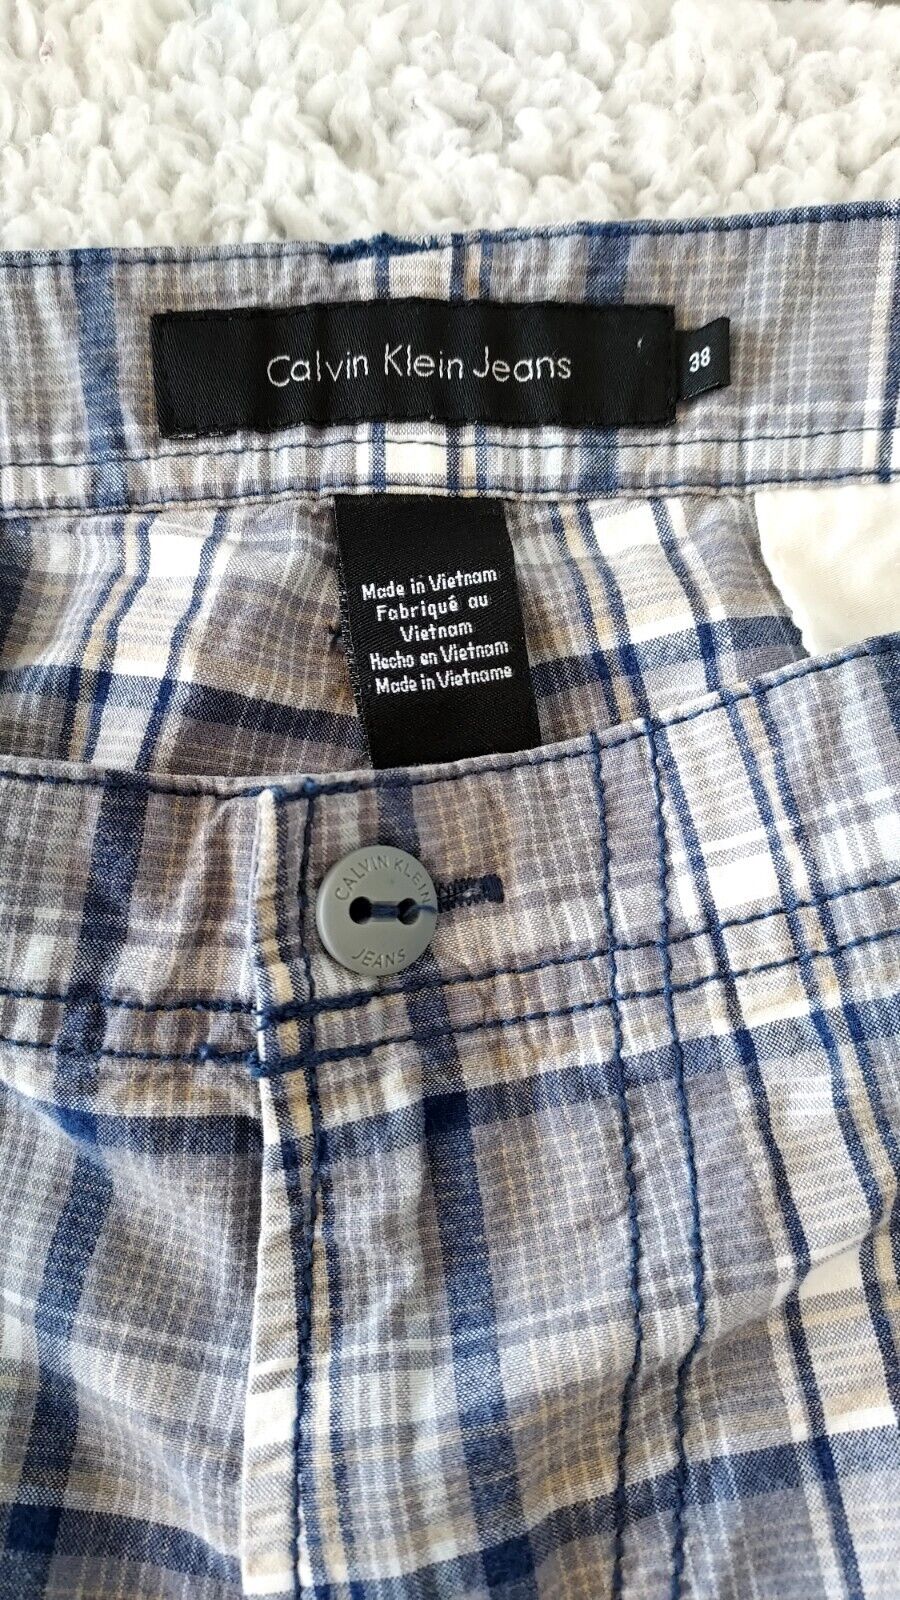 Calvin Klein Jeans
38
Made in Vietnam
Fabriqué au
Vietnam
Hecho en Vietnam
Made in Vietname
CALVIN KLEIN
JEANS